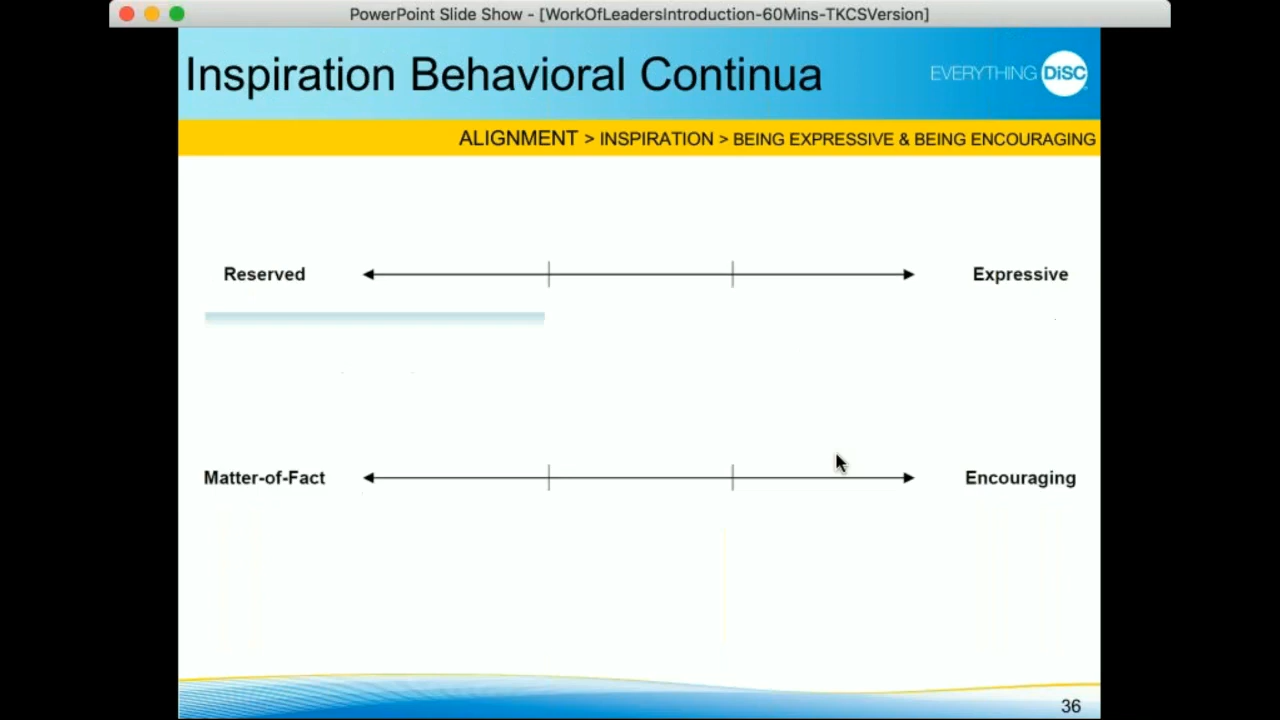 PowerPoint Slide Show - [WorkOfLeadersIntroduction-60Mins-TKCSVersion]
Inspiration Behavioral Continua
EVERYTHING DiSC
ALIGNMENT > INSPIRATION > BEING EXPRESSIVE & BEING ENCOURAGING
Reserved
Expressive
Matter-of-Fact
Encouraging
36